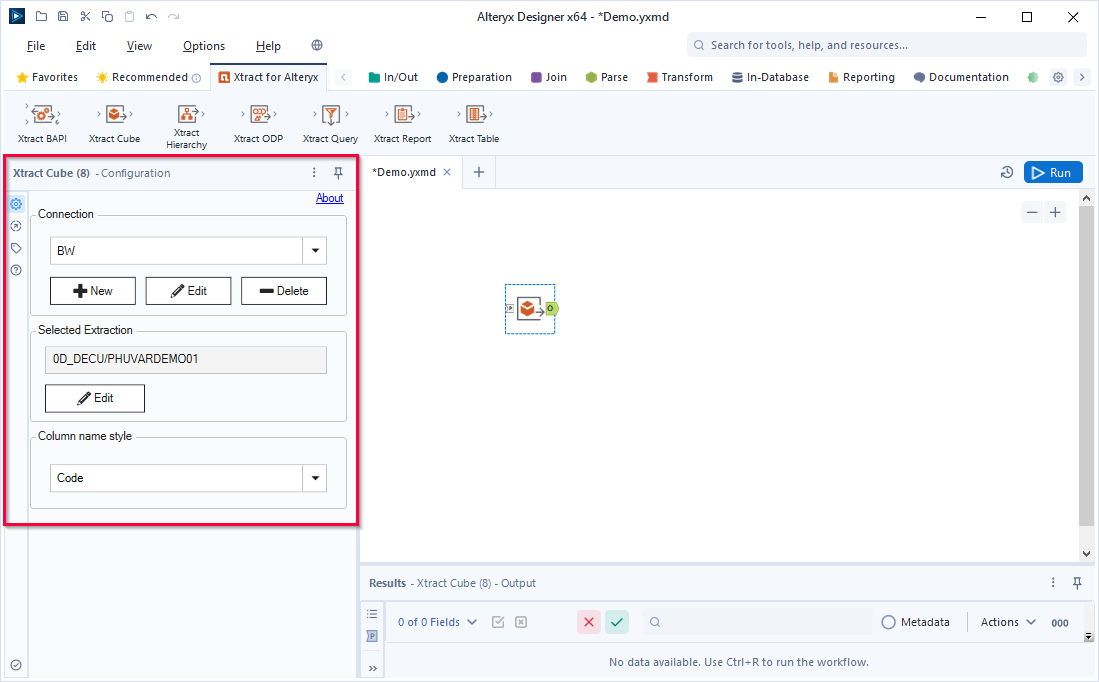 Alteryx Designer x64 - *Demo.yxmd
File Edit View Options Help
Search for tools, help, and resources...
Favorites Recommended Xtract for Alteryx In/Out Preparation Join Parse Transform In-Database Reporting Documentation
Xtract BAPI Xtract Cube Xtract Hierarchy Xtract ODP Xtract Query Xtract Report Xtract Table
Xtract Cube (8) - Configuration
*Demo.yxmd
Run
About
Connection
BW
New Edit Delete
Selected Extraction
0D_DECU/PHUVARDEMO01
Edit
Column name style
Code
O
Results - Xtract Cube (8) - Output
0 of 0 Fields
Metadata
Actions
000
No data available. Use Ctrl+R to run the workflow.